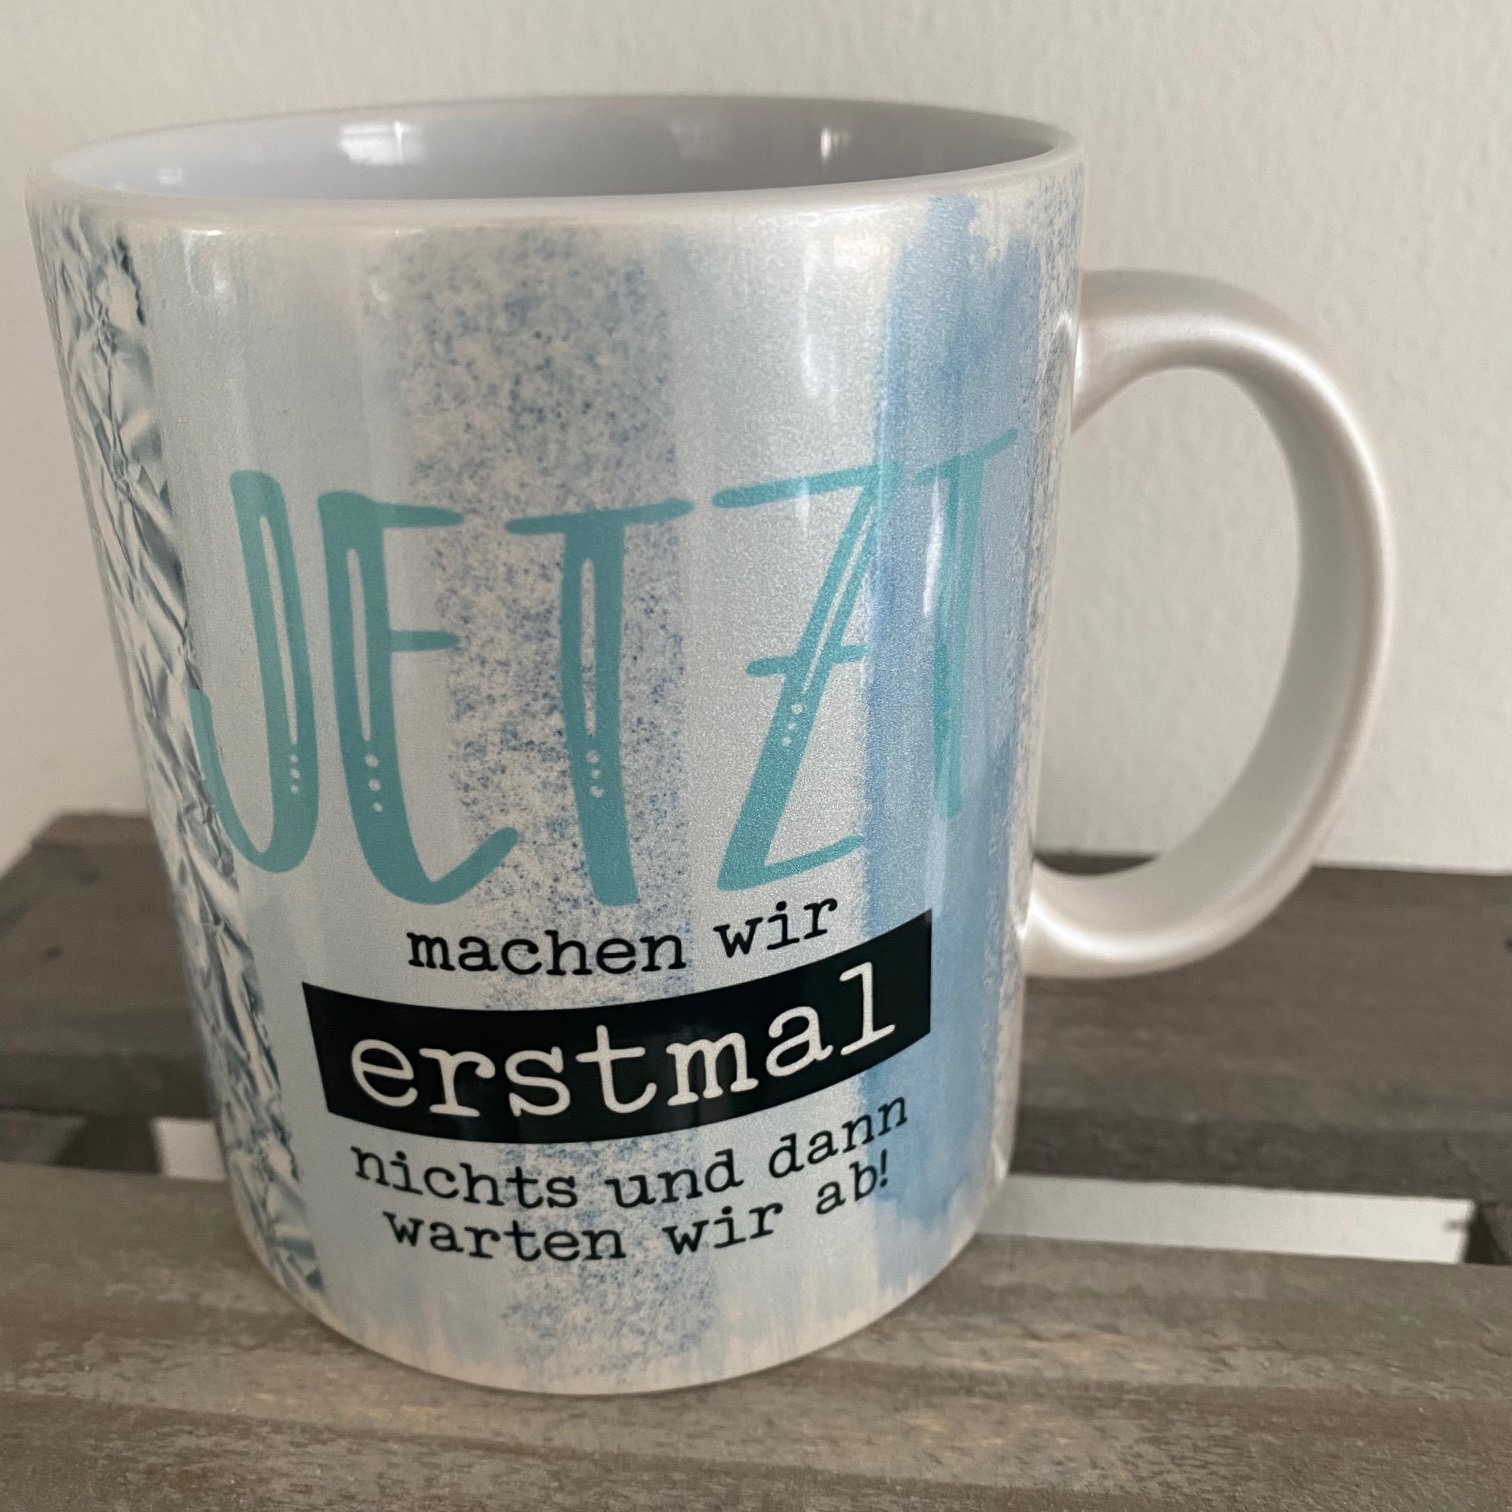 JETZT
machen wir
erstmal
nichts und dann
warten wir ab!